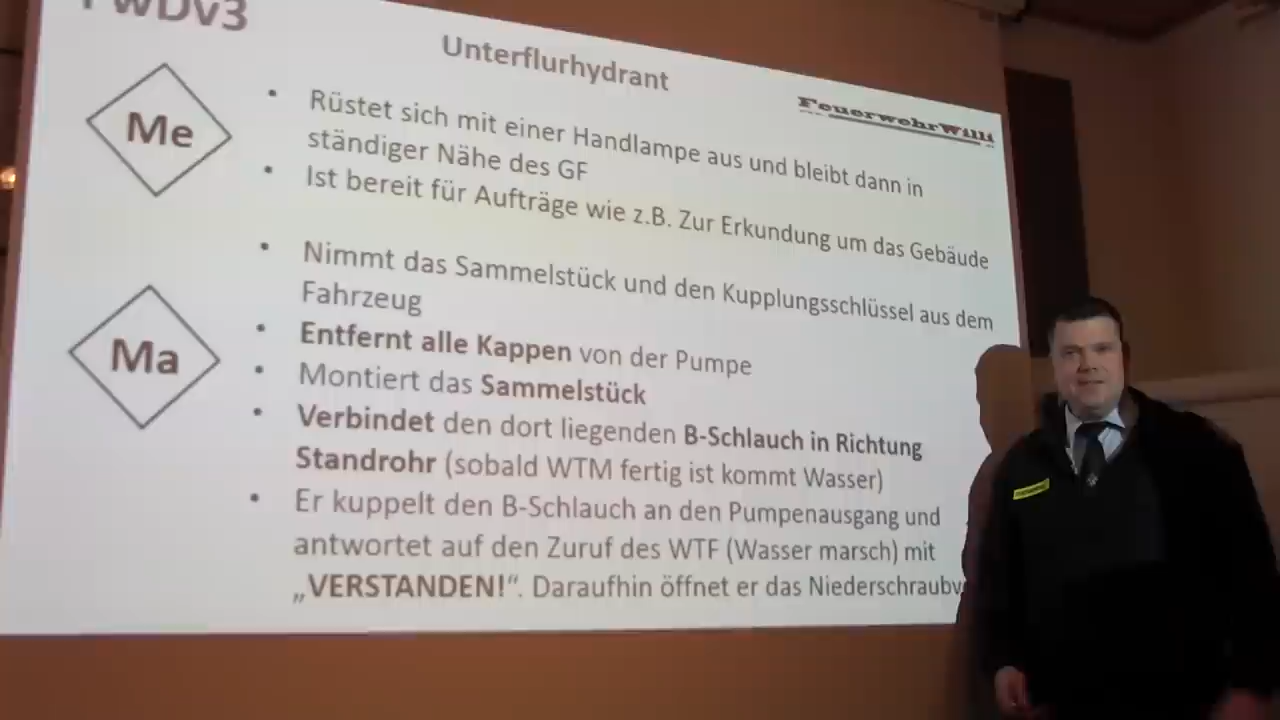 FwDv3
Unterflurhydrant
FeuerwehrWilli
Me
• Rüstet sich mit einer Handlampe aus und bleibt dann in
ständiger Nähe des GF
• Ist bereit für Aufträge wie z.B. Zur Erkundung um das Gebäude
Ma
• Nimmt das Sammelstück und den Kupplungsschlüssel aus dem
Fahrzeug
• Entfernt alle Kappen von der Pumpe
• Montiert das Sammelstück
• Verbindet den dort liegenden B-Schlauch in Richtung
Standrohr (sobald WTM fertig ist kommt Wasser)
• Er kuppelt den B-Schlauch an den Pumpenausgang und
antwortet auf den Zuruf des WTF (Wasser marsch) mit
„VERSTANDEN!“. Daraufhin öffnet er das Niederschraubv